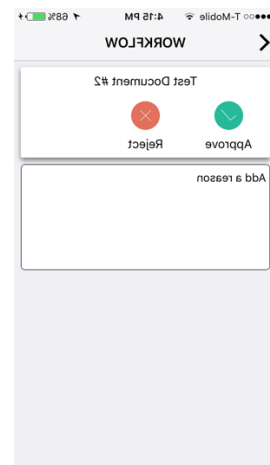 T-Mobile 4:15 PM 68%
WORKFLOW
Test Document #2
Approve Reject
Add a reason